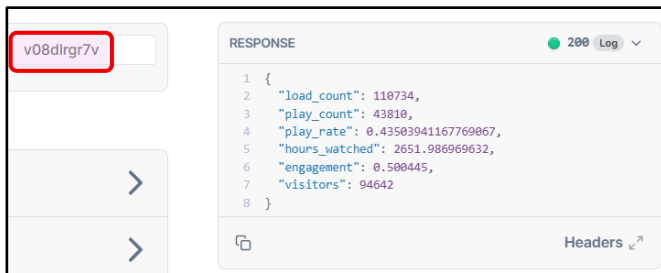 v08dlrgr7v
RESPONSE
200 Log
1 {
2 "load_count": 110734,
3 "play_count": 43810,
4 "play_rate": 0.43503941167769067,
5 "hours_watched": 2651.986969632,
6 "engagement": 0.500445,
7 "visitors": 94642
8 }
Headers